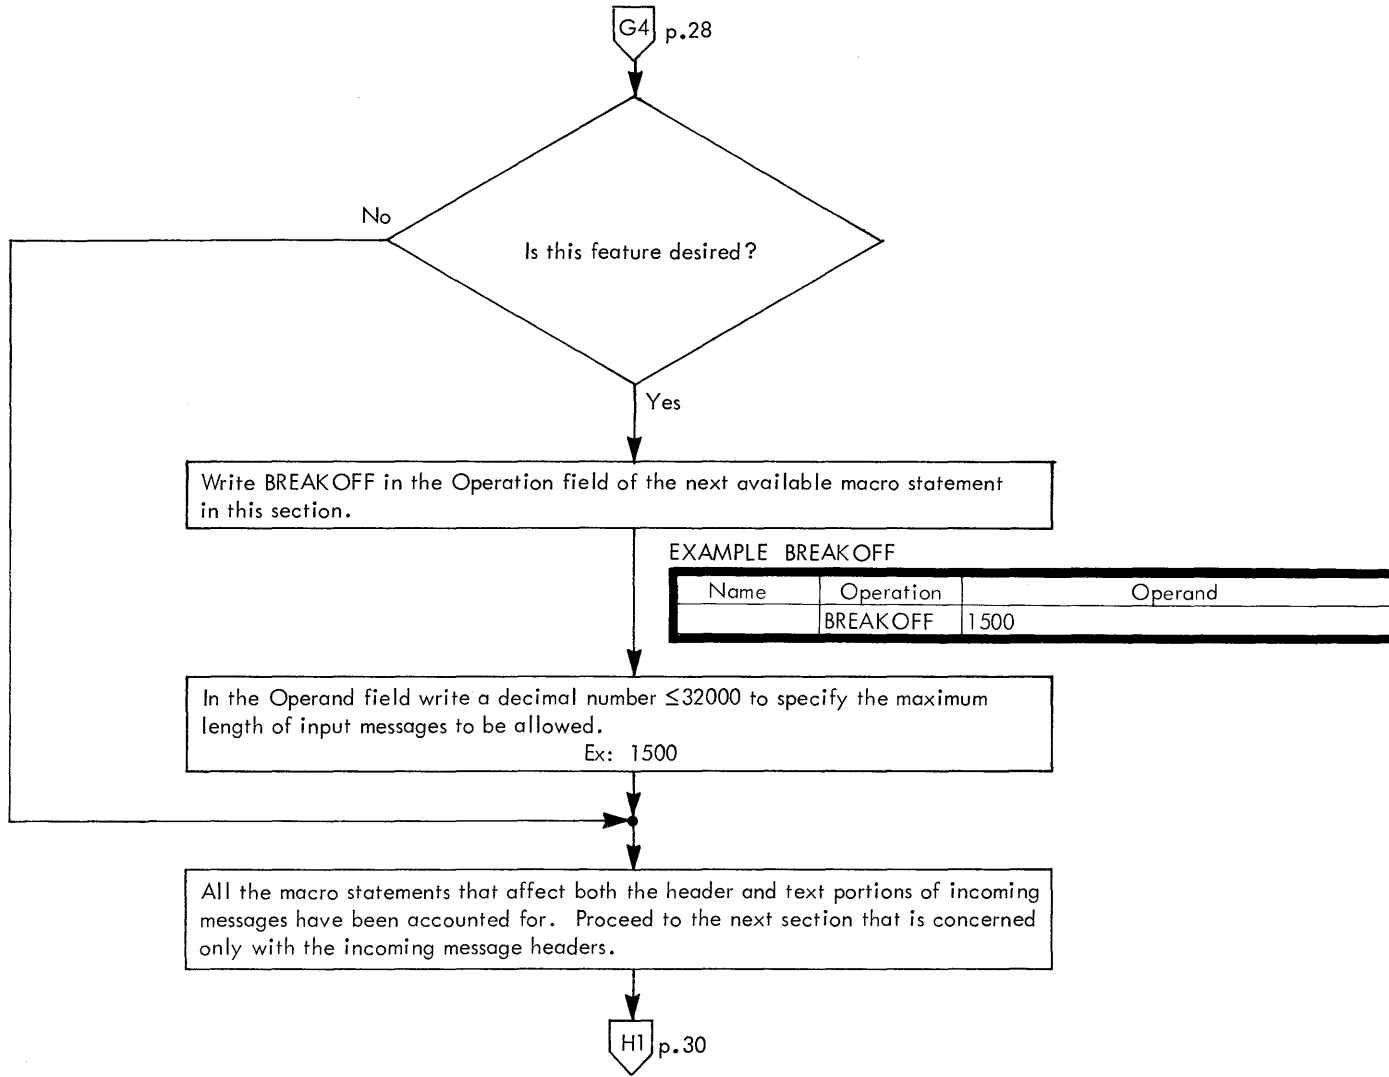 G4 p.28
No
Is this feature desired?
Yes
Write BREAKOFF in the Operation field of the next available macro statement
in this section.
EXAMPLE BREAKOFF
Name Operation Operand
BREAKOFF 1500
In the Operand field write a decimal number ≤32000 to specify the maximum
length of input messages to be allowed.
Ex: 1500
All the macro statements that affect both the header and text portions of incoming
messages have been accounted for. Proceed to the next section that is concerned
only with the incoming message headers.
H1 p.30